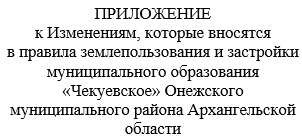 ПРИЛОЖЕНИЕ
к Изменениям, которые вносятся
в правила землепользования и застройки
муниципального образования
«Чекуевское» Онежского
муниципального района Архангельской
области